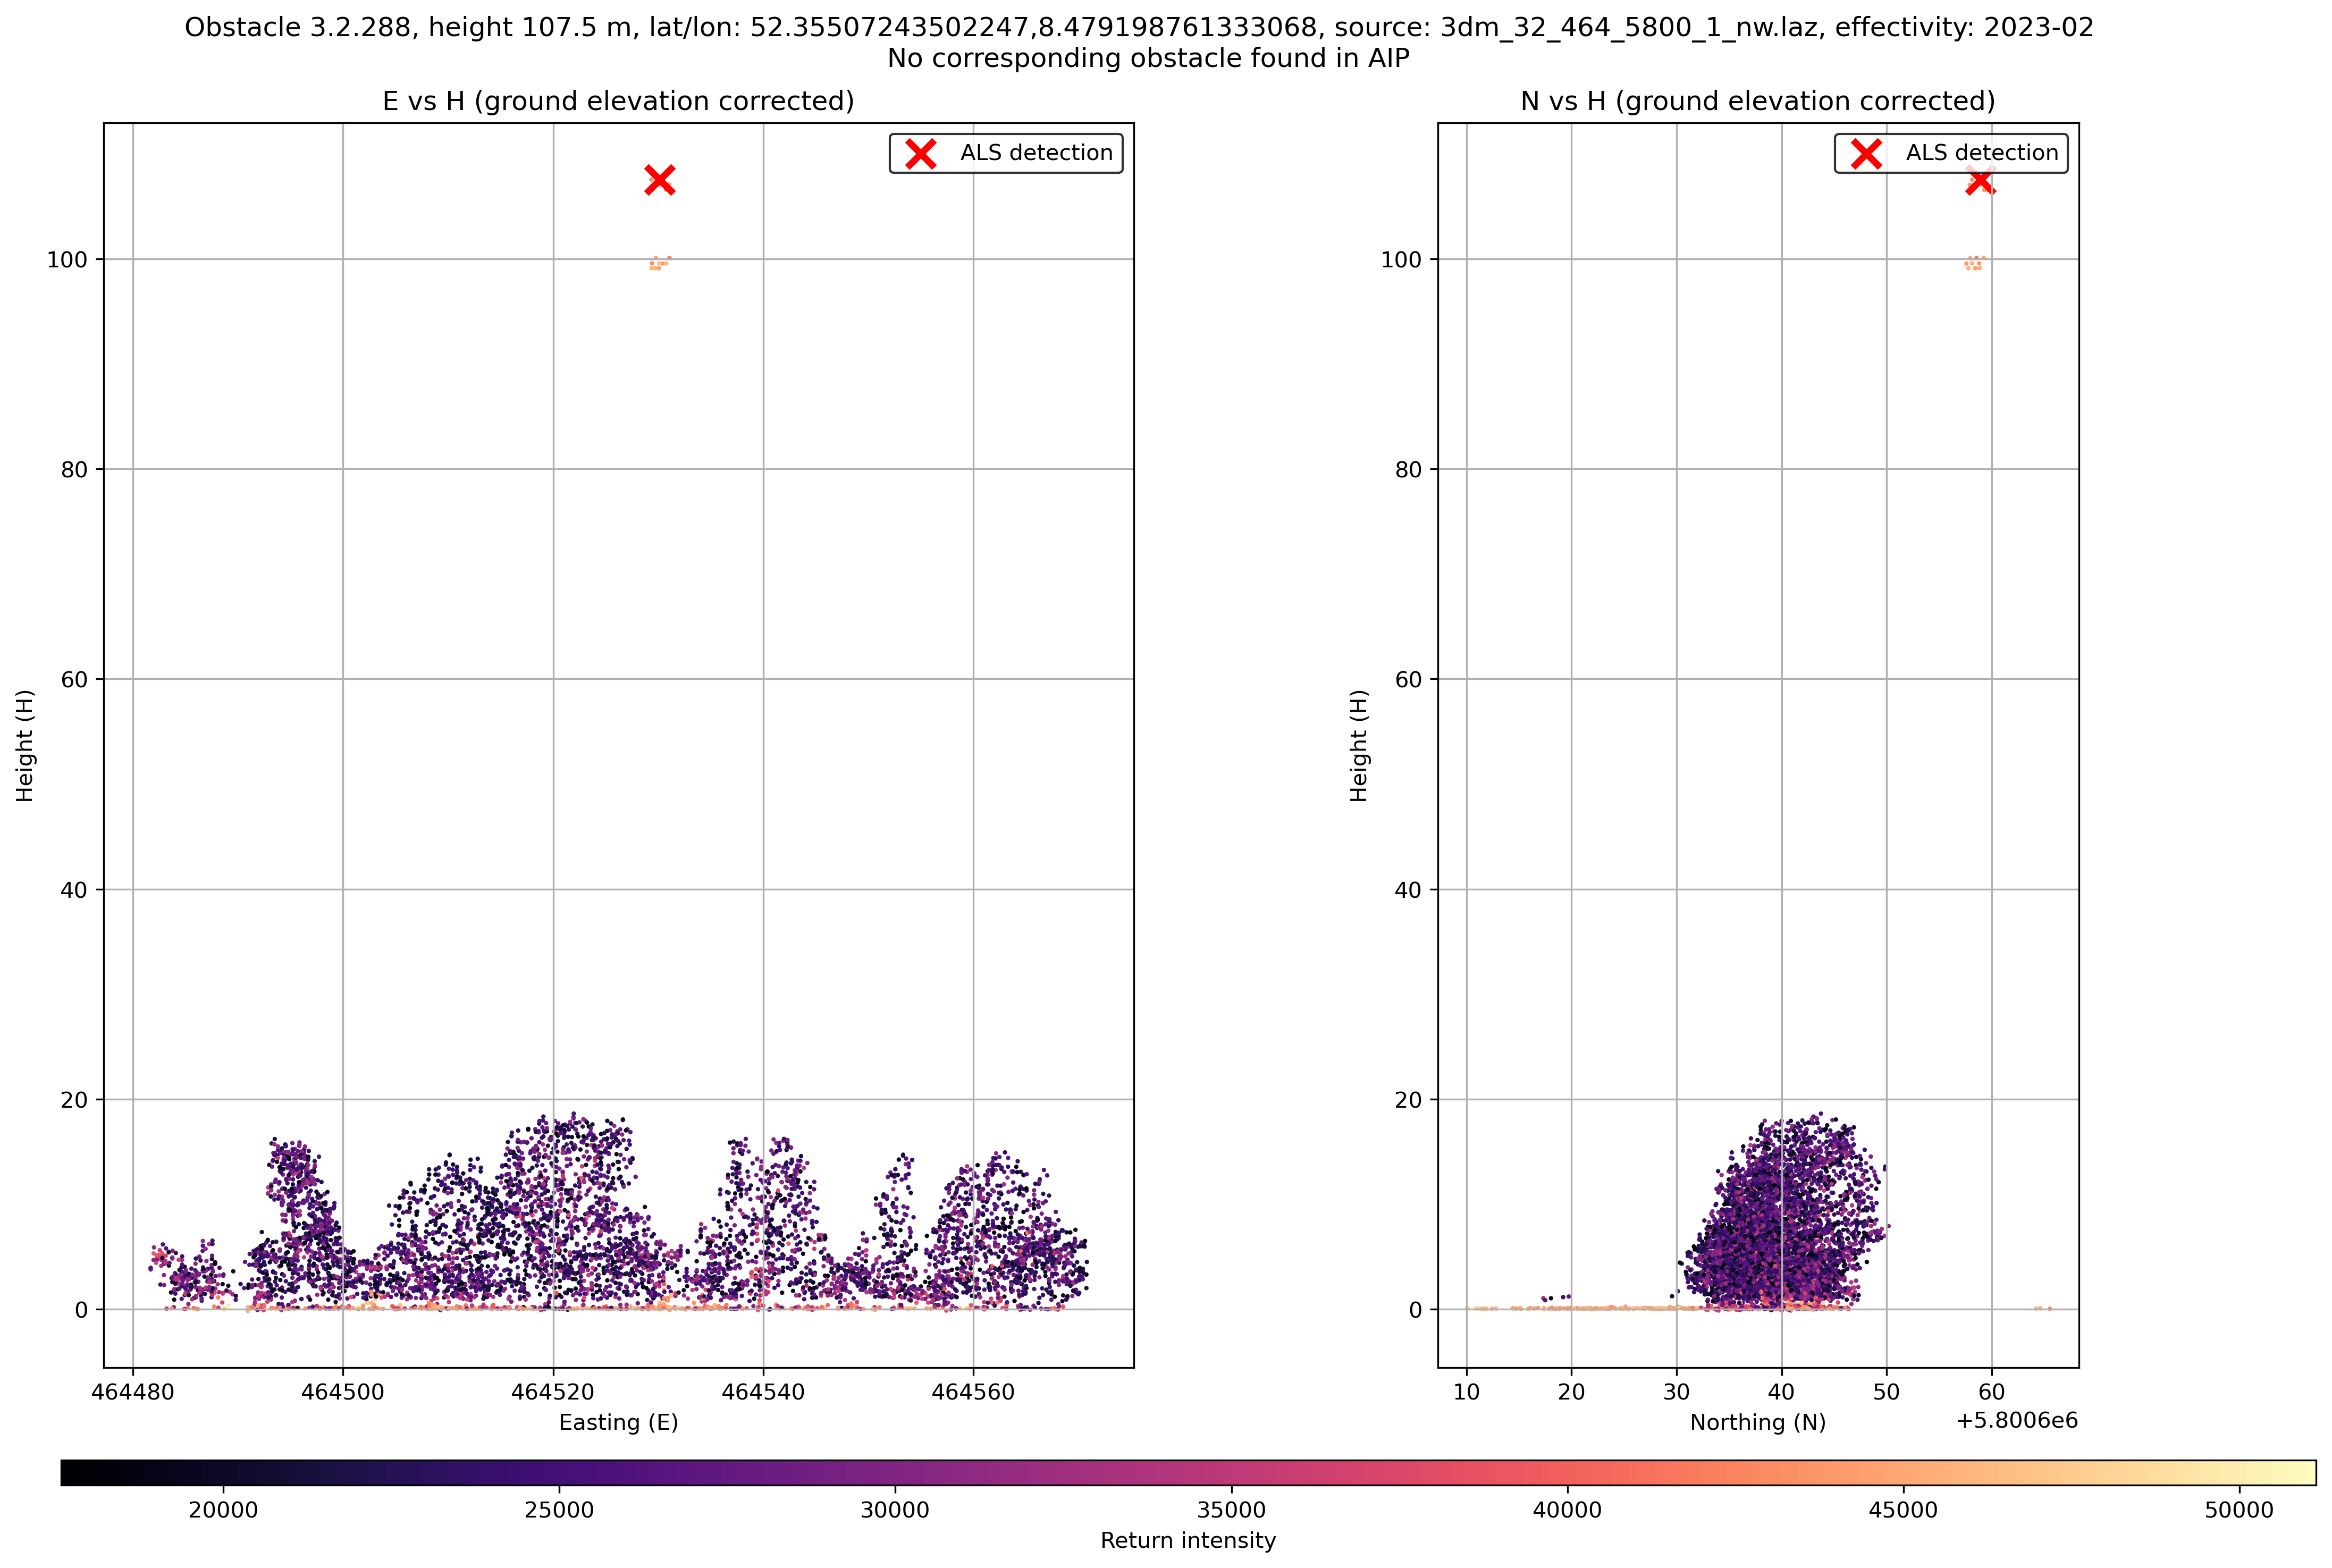 Obstacle 3.2.288, height 107.5 m, lat/lon: 52.35507243502247,8.479198761333068, source: 3dm_32_464_5800_1_nw.laz, effectivity: 2023-02
No corresponding obstacle found in AIP
E vs H (ground elevation corrected)
N vs H (ground elevation corrected)
ALS detection
ALS detection
100
80
60
40
20
0
Height (H)
100
80
60
40
20
0
Height (H)
464480
464500
464520
464540
464560
Easting (E)
10
20
30
40
50
60
Northing (N)
+5.8006e6
20000
25000
30000
35000
40000
45000
50000
Return intensity